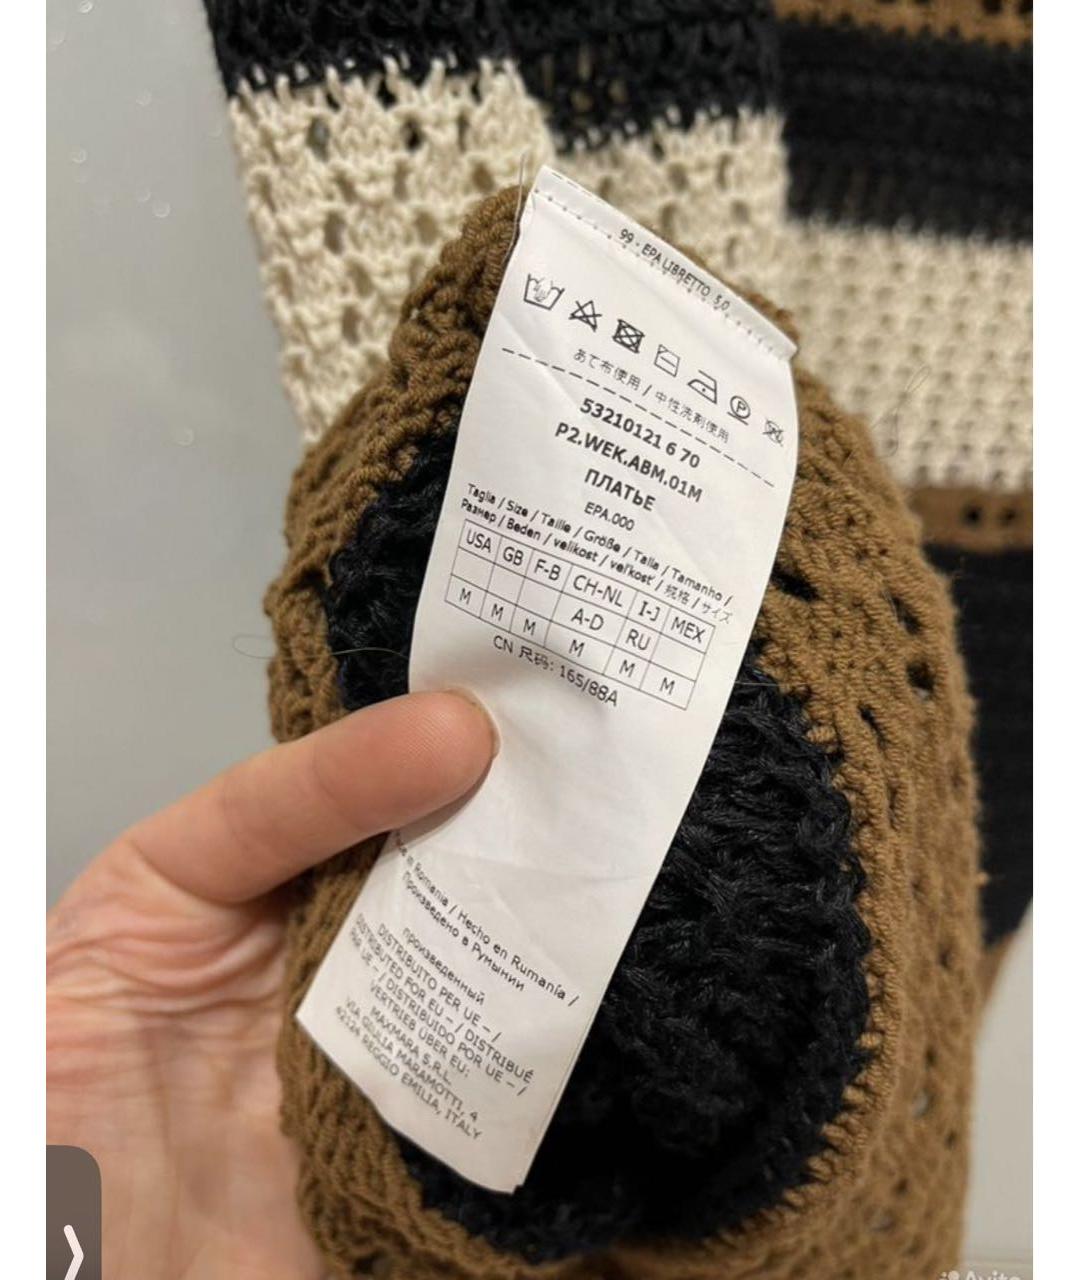 99 - EPA LIBRETTO 5.0
あて布使用 / 中性洗剤使用
53210121 6 70
P2.WEK.ABM.01M
ПЛАТЬЕ
EPA.000
Taglia / Size / Taille / Größe / Talla / Tamanho /
Размер / Beden / velikost / veľkosť / 规格 / サイズ
USA GB F-B CH-NL I-J MEX
A-D RU
M M M M M M
CN 尺码: 165/88A
in Romania / Hecho en Rumanía /
Произведено в Румынии
произведенный
DISTRIBUITO PER UE – /
DISTRIBUTED FOR EU – / DISTRIBUÉ
PAR UE – / DISTRIBUIDO POR UE – /
VERTRIEB ÜBER EU:
MAXMARA S.R.L.
VIA GIULIA MARAMOTTI, 4
42124 REGGIO EMILIA, ITALY
Avito